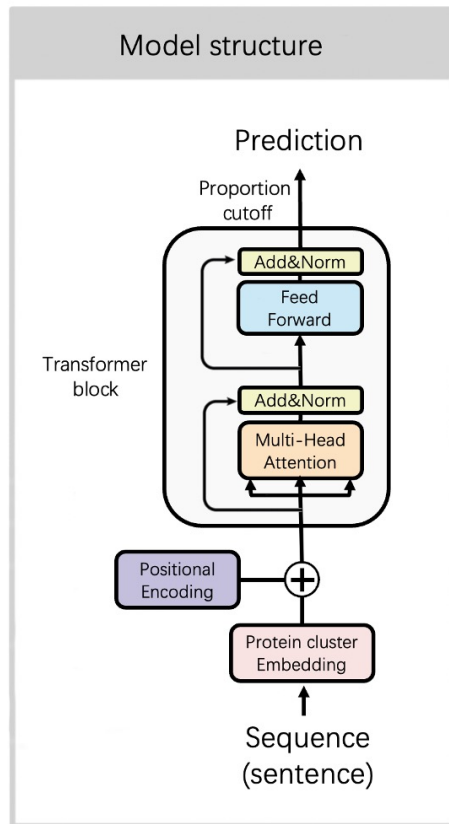 Model structure
Prediction
Proportion
cutoff
Add&Norm
Feed
Forward
Transformer
block
Add&Norm
Multi-Head
Attention
Positional
Encoding
Protein cluster
Embedding
Sequence
(sentence)